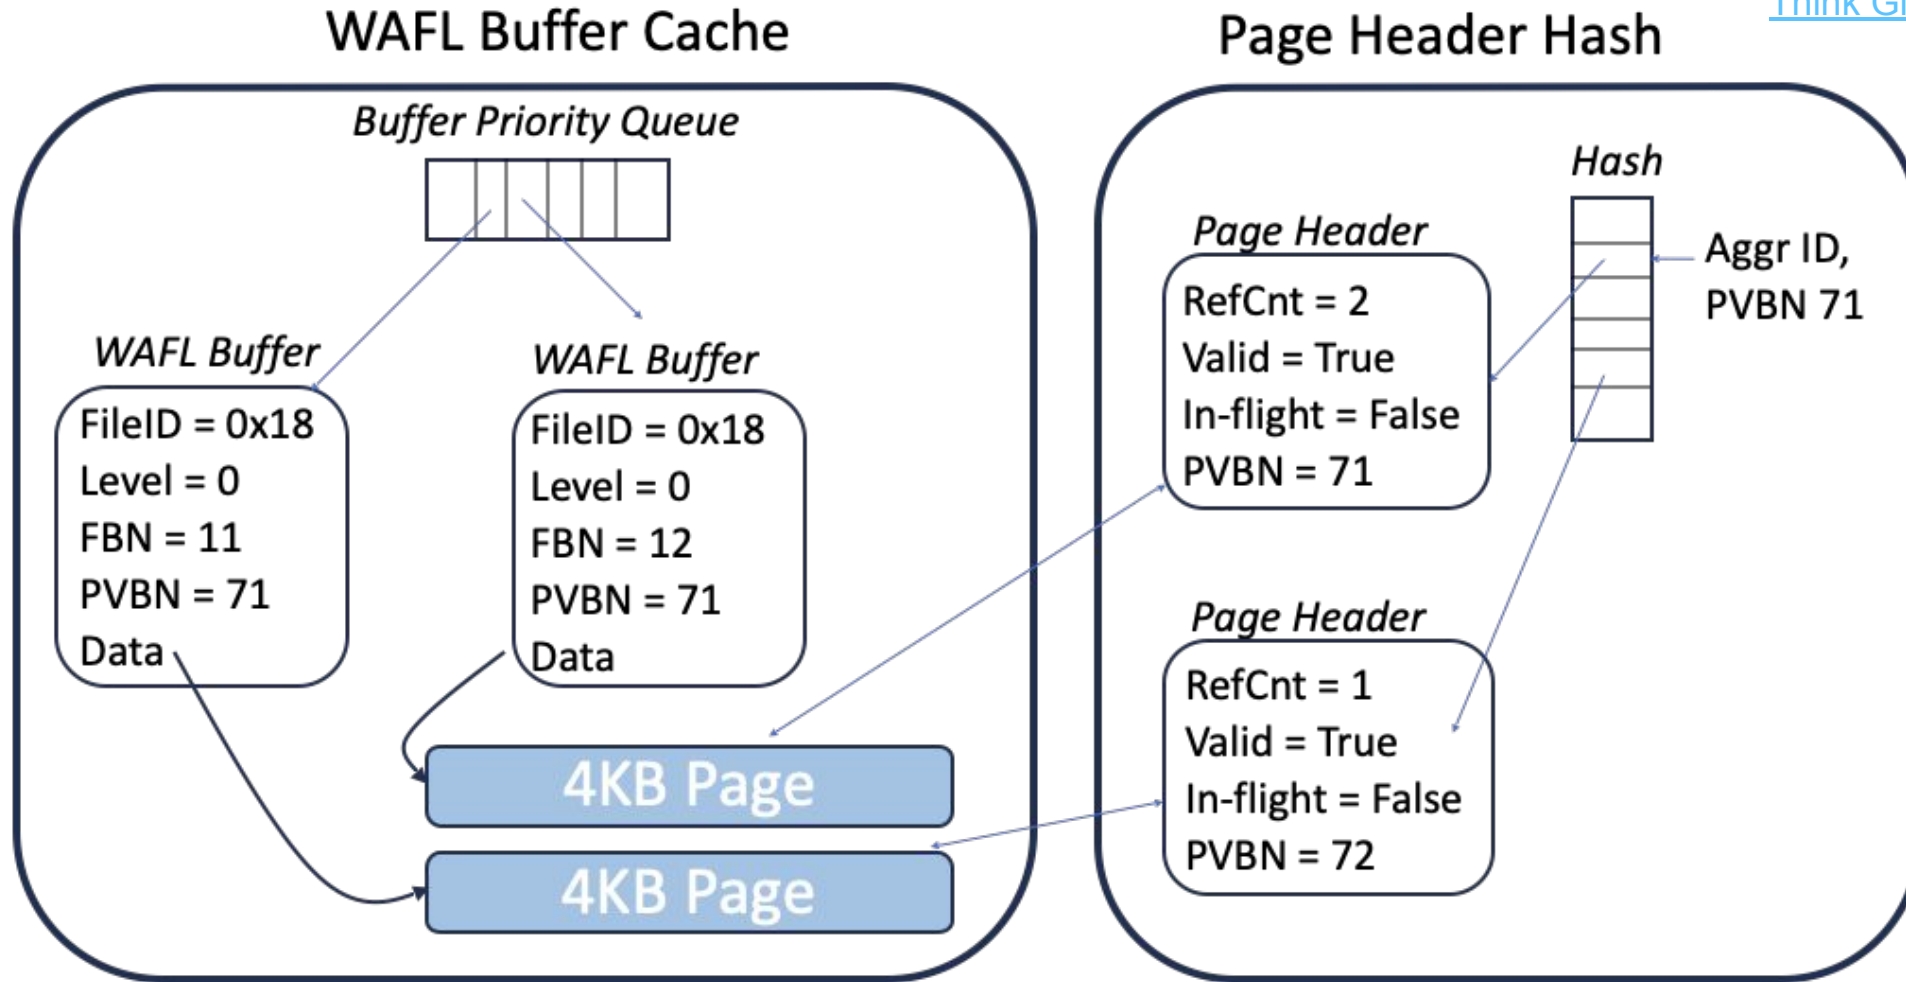 Think
WAFL Buffer Cache
Page Header Hash
Buffer Priority Queue
WAFL Buffer
FileID = 0x18
Level = 0
FBN = 11
PVBN = 71
Data
WAFL Buffer
FileID = 0x18
Level = 0
FBN = 12
PVBN = 71
Data
4KB Page
4KB Page
Hash
Aggr ID,
PVBN 71
Page Header
RefCnt = 2
Valid = True
In-flight = False
PVBN = 71
Page Header
RefCnt = 1
Valid = True
In-flight = False
PVBN = 72